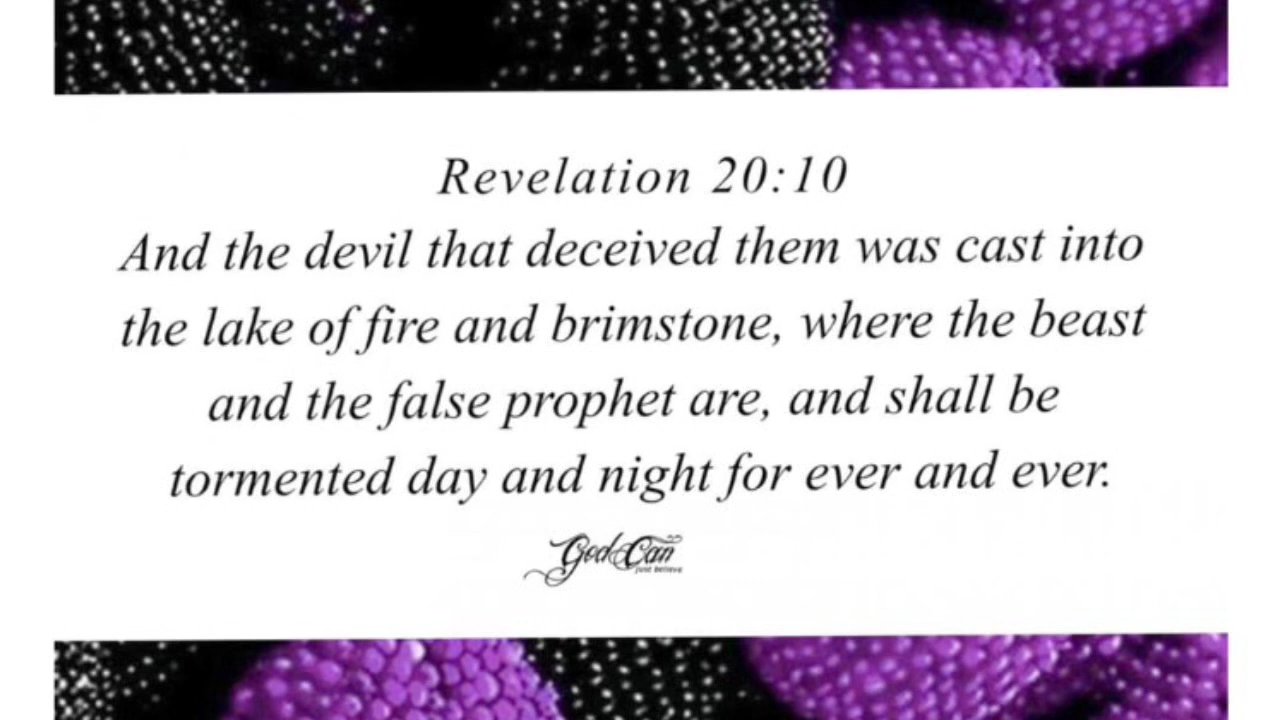 Revelation 20:10
And the devil that deceived them was cast into
the lake of fire and brimstone, where the beast
and the false prophet are, and shall be
tormented day and night for ever and ever.
God Can
just believe